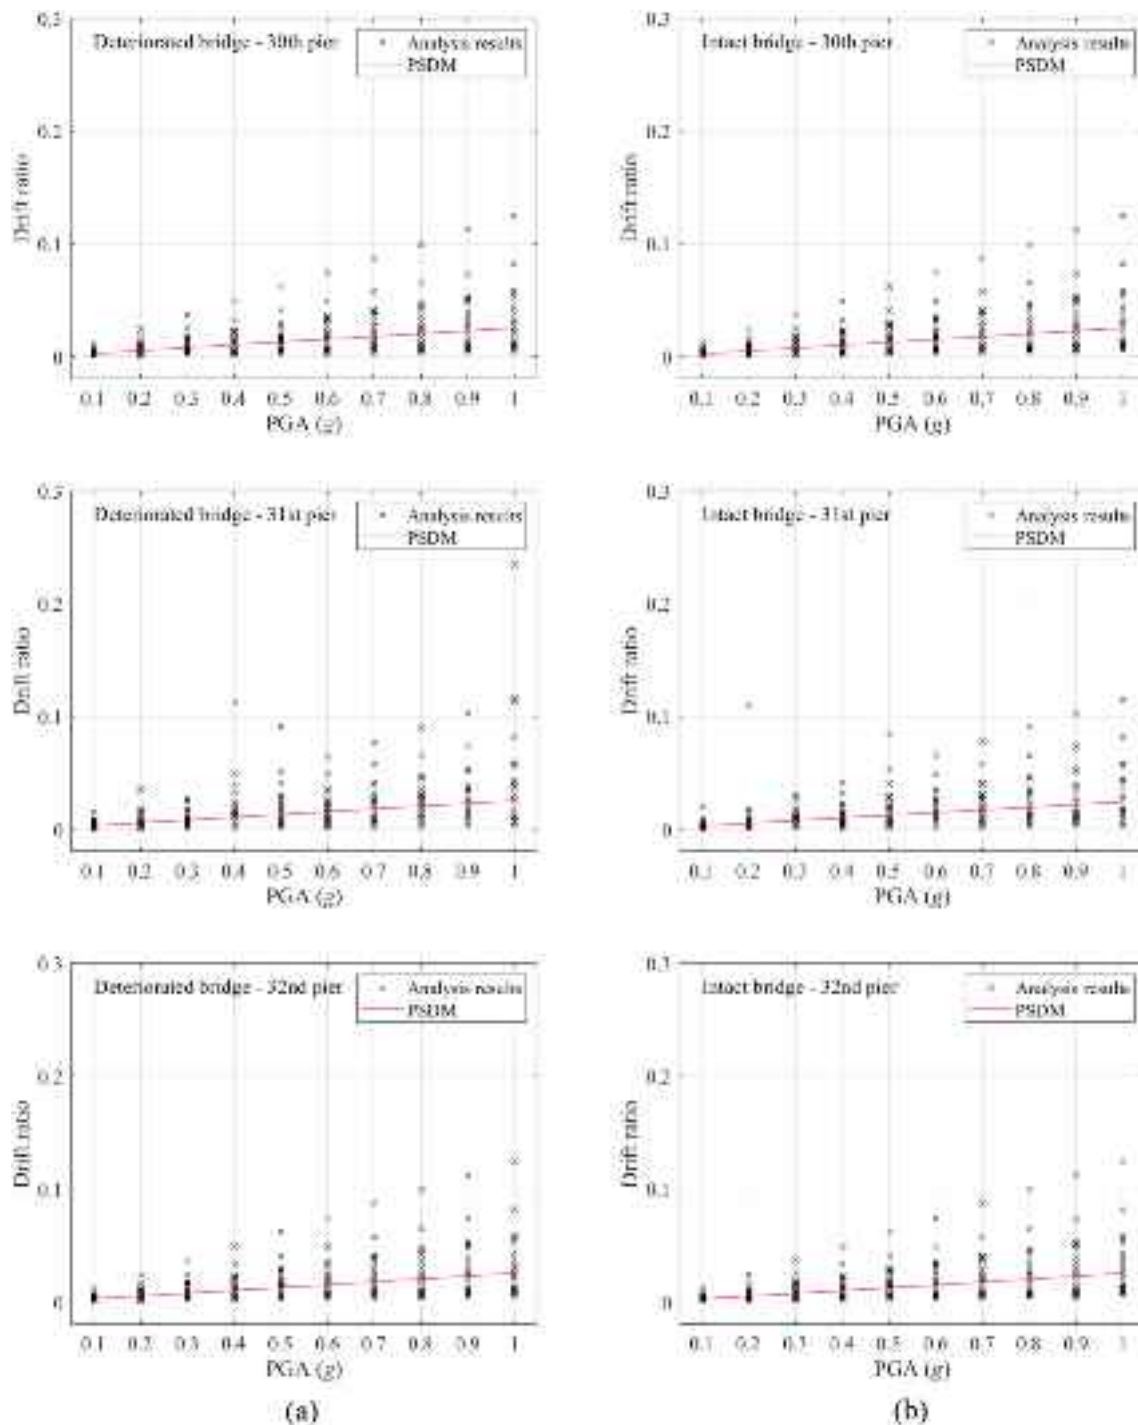 Deteriorated bridge - 30th pier
Analysis results
PSDM
Drift ratio
0.3
0.2
0.1
0
0.1 0.2 0.3 0.4 0.5 0.6 0.7 0.8 0.9 1
PGA (g)
Intact bridge - 30th pier
Analysis results
PSDM
Drift ratio
0.3
0.2
0.1
0
0.1 0.2 0.3 0.4 0.5 0.6 0.7 0.8 0.9 1
PGA (g)
Deteriorated bridge - 31st pier
Analysis results
PSDM
Drift ratio
0.3
0.2
0.1
0
0.1 0.2 0.3 0.4 0.5 0.6 0.7 0.8 0.9 1
PGA (g)
Intact bridge - 31st pier
Analysis results
PSDM
Drift ratio
0.3
0.2
0.1
0
0.1 0.2 0.3 0.4 0.5 0.6 0.7 0.8 0.9 1
PGA (g)
Deteriorated bridge - 32nd pier
Analysis results
PSDM
Drift ratio
0.3
0.2
0.1
0
0.1 0.2 0.3 0.4 0.5 0.6 0.7 0.8 0.9 1
PGA (g)
Intact bridge - 32nd pier
Analysis results
PSDM
Drift ratio
0.3
0.2
0.1
0
0.1 0.2 0.3 0.4 0.5 0.6 0.7 0.8 0.9 1
PGA (g)
(a)
(b)